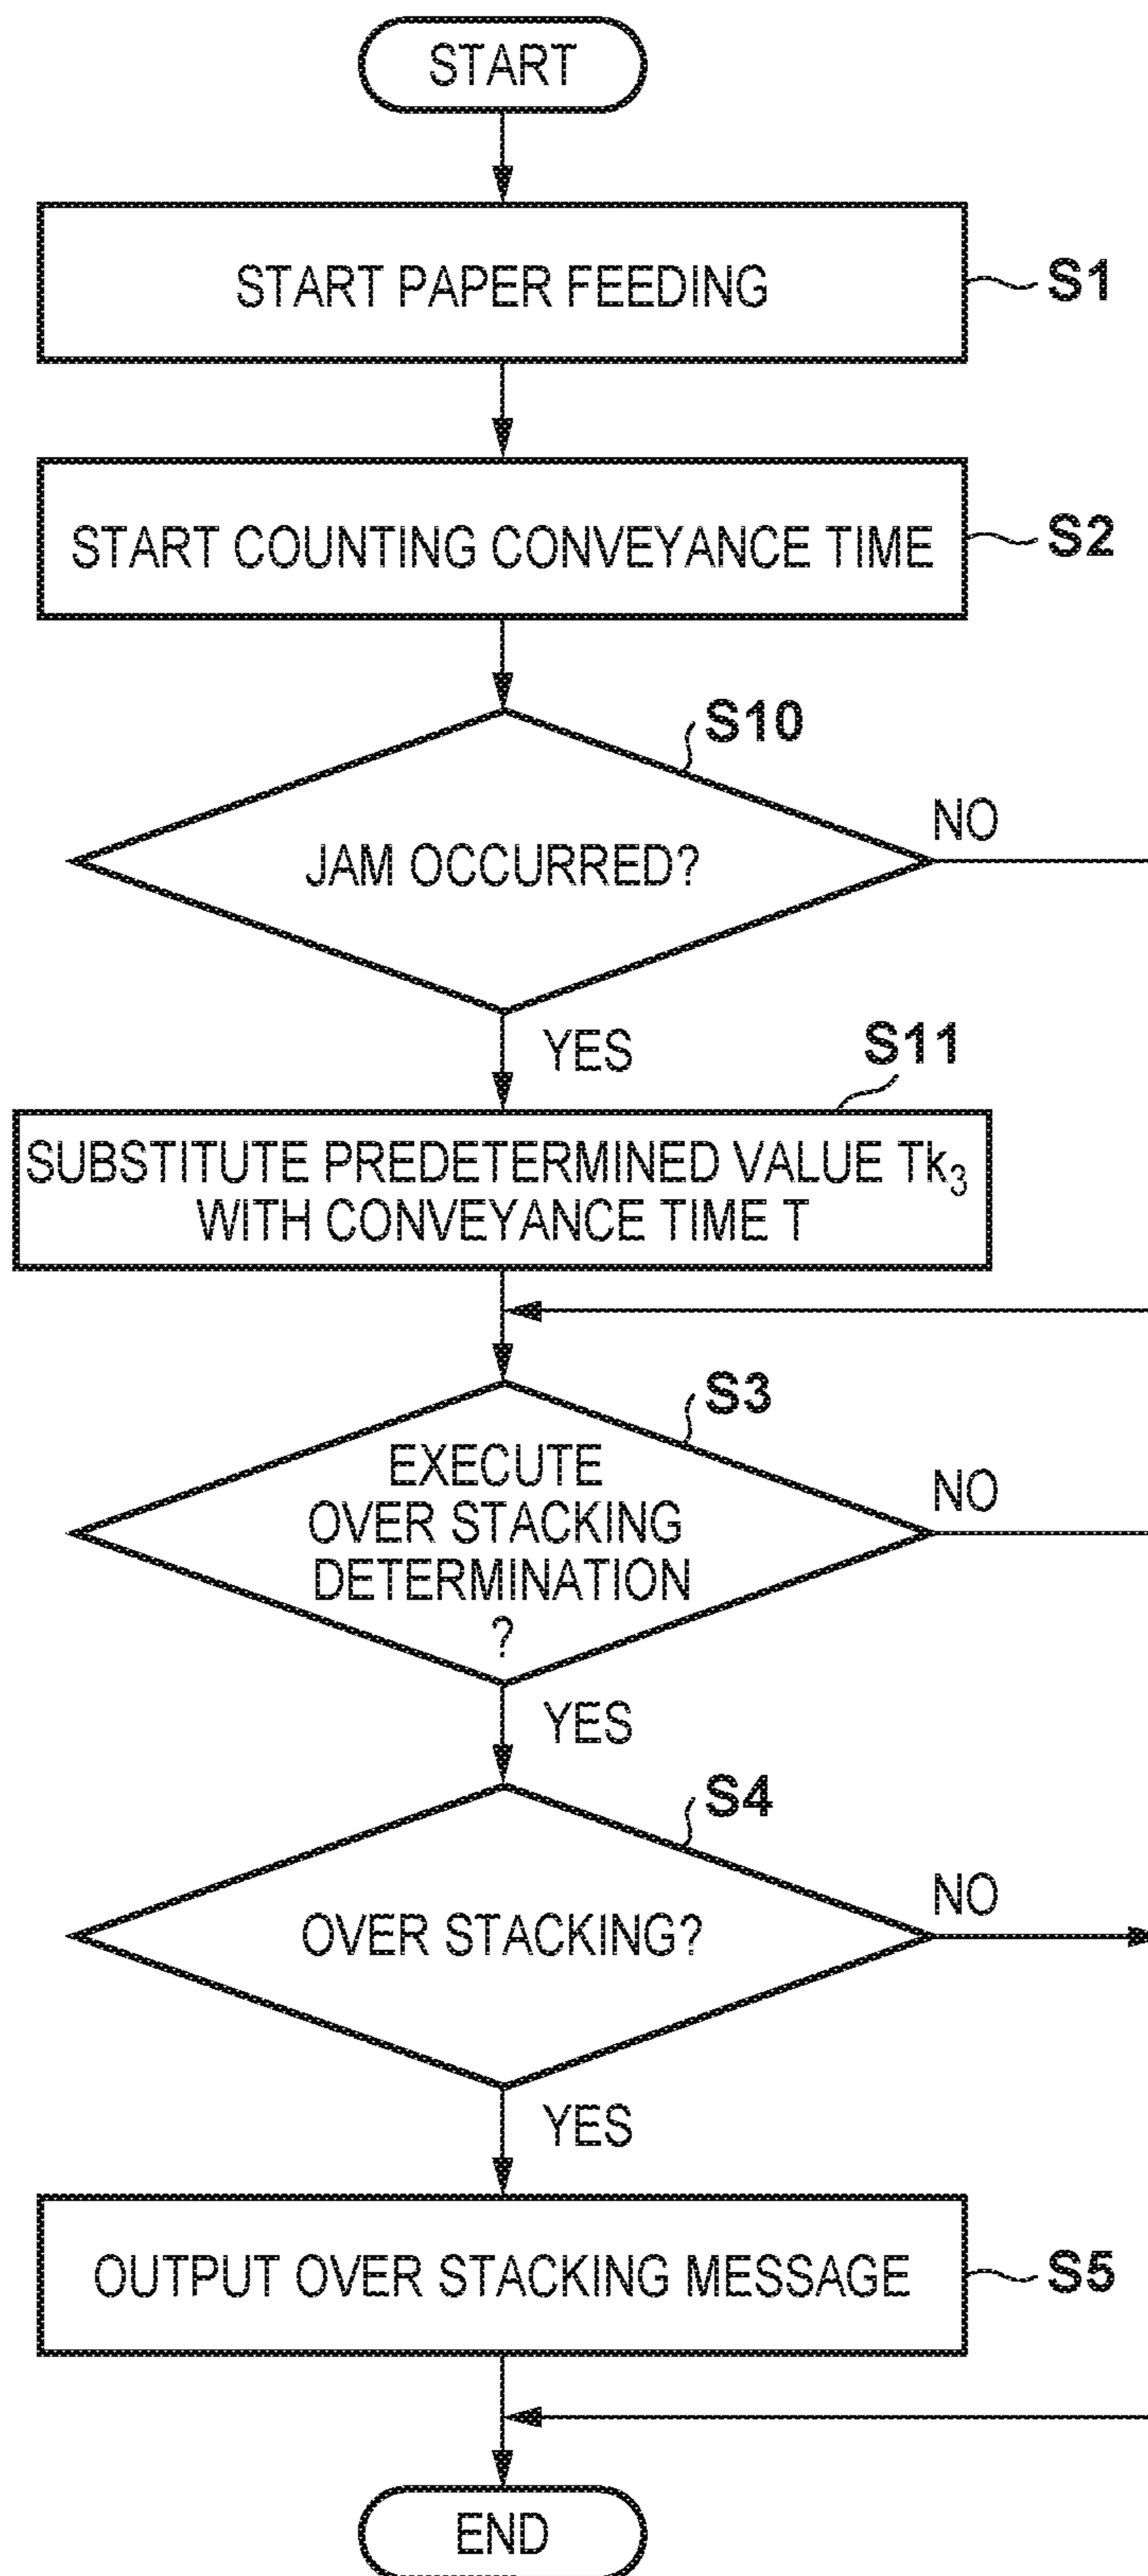 START
START PAPER FEEDING
S1
START COUNTING CONVEYANCE TIME
S2
S10
JAM OCCURRED?
NO
YES
S11
SUBSTITUTE PREDETERMINED VALUE Tk₃
WITH CONVEYANCE TIME T
S3
EXECUTE
OVER STACKING
DETERMINATION
?
NO
YES
S4
OVER STACKING?
NO
YES
OUTPUT OVER STACKING MESSAGE
S5
END